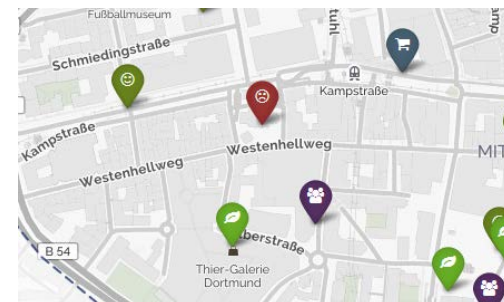 Fußballmuseum
Schmiedingstraße
Kampstraße
Kampstraße
Westenhellweg
Westenhellweg
B 54
Thier-Galerie
Dortmund